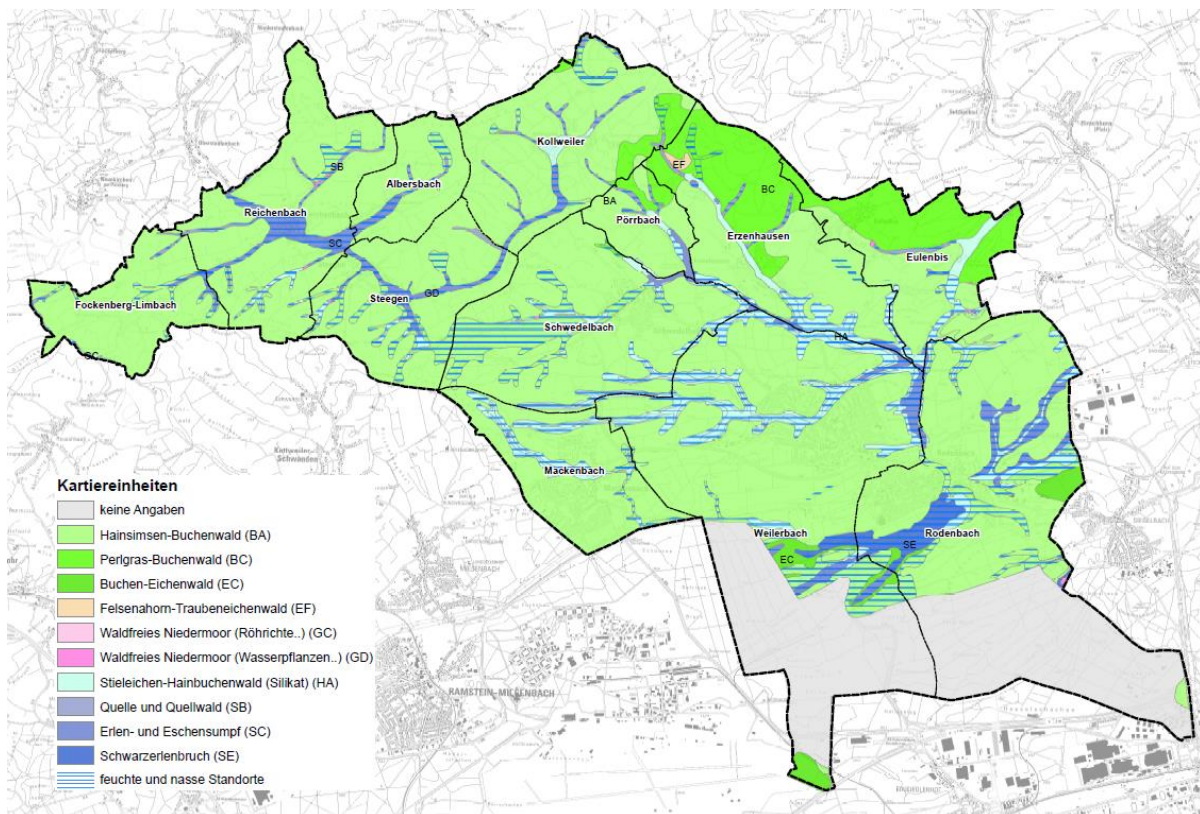 Kollweiler
EF
SB
Albersbach
BC
BA
Reichenbach
Pörrbach
Erzenhausen
SC
Eulenbis
GD
Steegen
Fockenberg-Limbach
Schwedelbach
HA
SC
Mackenbach
Weilerbach
Rodenbach
SE
EC
Kartiereinheiten
keine Angaben
Hainsimsen-Buchenwald (BA)
Perlgras-Buchenwald (BC)
Buchen-Eichenwald (EC)
Felsenahorn-Traubeneichenwald (EF)
Waldfreies Niedermoor (Röhrichte..) (GC)
Waldfreies Niedermoor (Wasserpflanzen..) (GD)
Stieleichen-Hainbuchenwald (Silikat) (HA)
Quelle und Quellwald (SB)
Erlen- und Eschensumpf (SC)
Schwarzerlenbruch (SE)
feuchte und nasse Standorte
RAMSTEIN-MIESENBACH